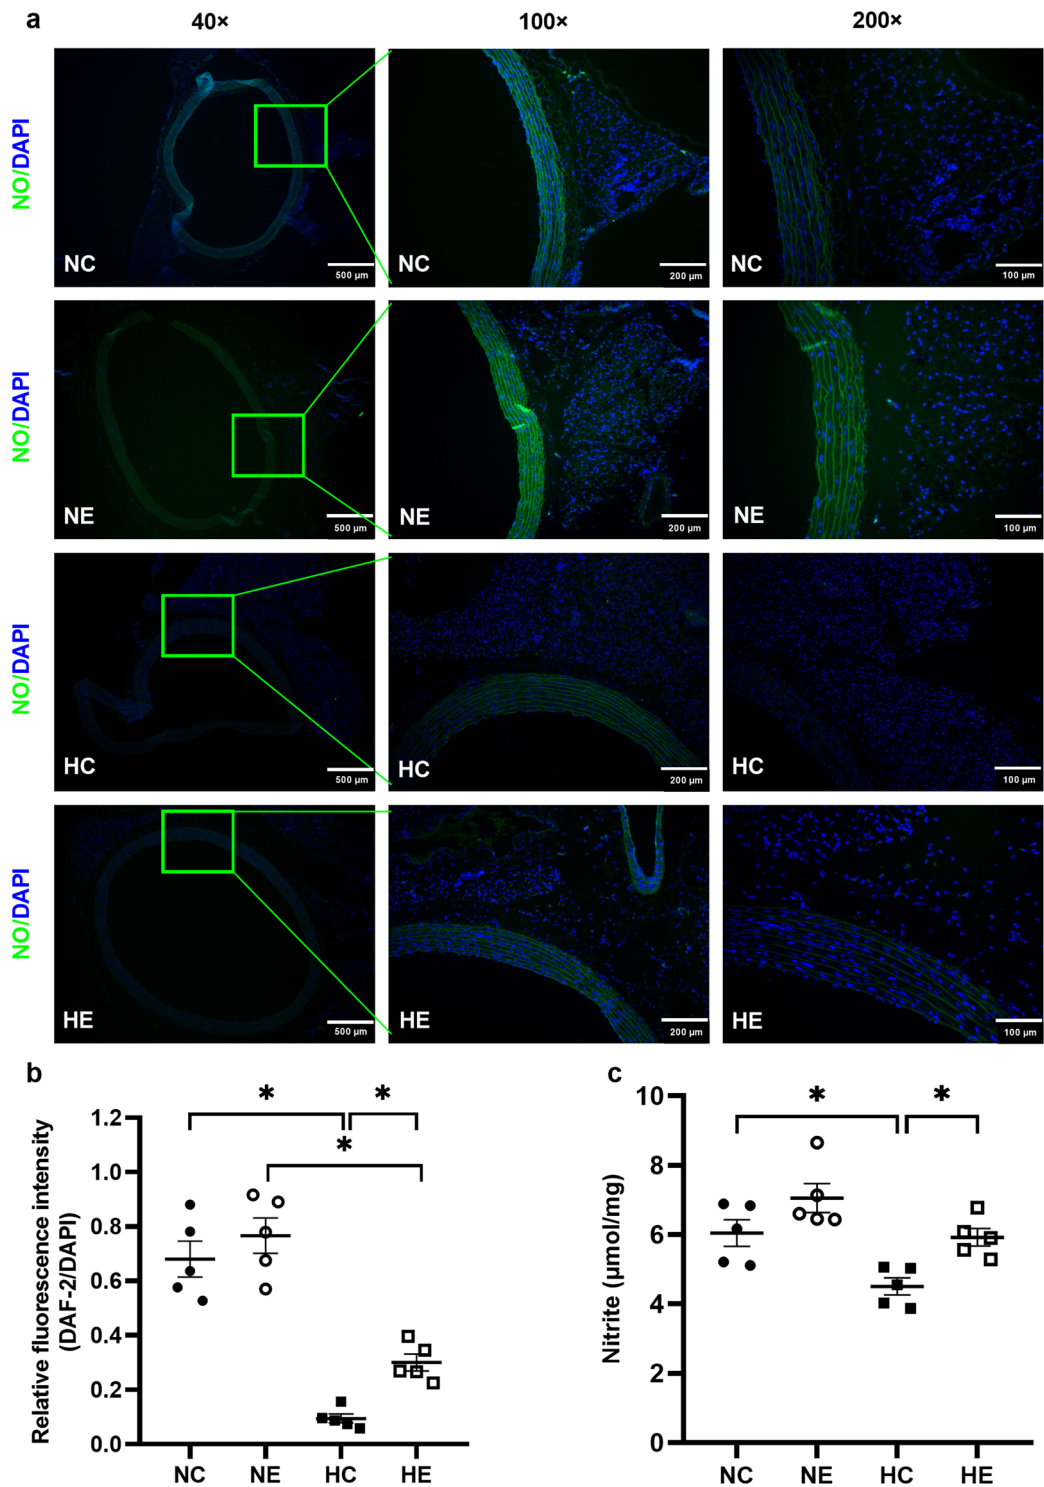 a
40×
100×
200×
NO/DAPI
NC
500 µm
NC
200 µm
NC
100 µm
NO/DAPI
NE
500 µm
NE
200 µm
NE
100 µm
NO/DAPI
HC
500 µm
HC
200 µm
HC
100 µm
NO/DAPI
HE
500 µm
HE
200 µm
HE
100 µm
b
* *
*
Relative fluorescence intensity
(DAF-2/DAPI)
1.2
1.0
0.8
0.6
0.4
0.2
0.0
NC NE HC HE
c
* *
Nitrite (µmol/mg)
10
8
6
4
2
0
NC NE HC HE